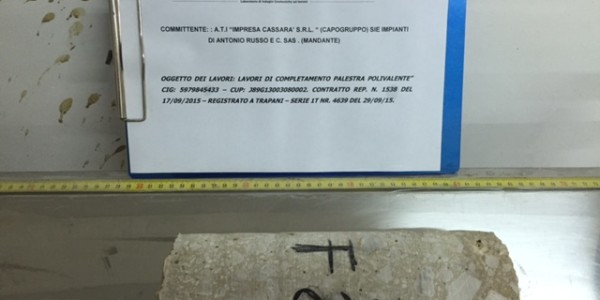 COMMITTENTE: : A.T.I "IMPRESA CASSARA' S.R.L. " (CAPOGRUPPO) SIE IMPIANTI
DI ANTONIO RUSSO E C. SAS . (MANDANTE)
OGGETTO DEI LAVORI: LAVORI DI COMPLETAMENTO PALESTRA POLIVALENTE"
CIG: 5979845433 – CUP: J89G13003080002. CONTRATTO REP. N. 1538 DEL
17/09/2015 – REGISTRATO A TRAPANI – SERIE 1T NR. 4639 DEL 29/09/15.